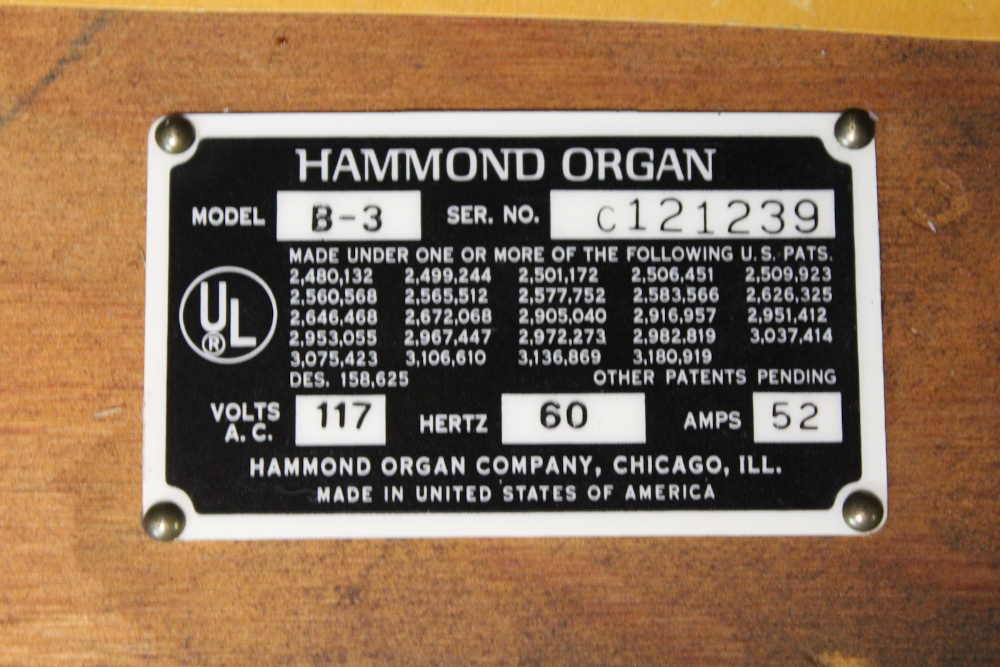 HAMMOND ORGAN
MODEL B-3 SER. NO. C121239
MADE UNDER ONE OR MORE OF THE FOLLOWING U.S. PATS.
2,480,132 2,499,244 2,501,172 2,506,451 2,509,923
2,560,568 2,565,512 2,577,752 2,583,566 2,626,325
2,646,468 2,672,068 2,905,040 2,916,957 2,951,412
2,953,055 2,967,447 2,972,273 2,982,819 3,037,414
3,075,423 3,106,610 3,136,869 3,180,919
DES. 158,625 OTHER PATENTS PENDING
UL
®
VOLTS A.C. 117 HERTZ 60 AMPS 52
HAMMOND ORGAN COMPANY, CHICAGO, ILL.
MADE IN UNITED STATES OF AMERICA